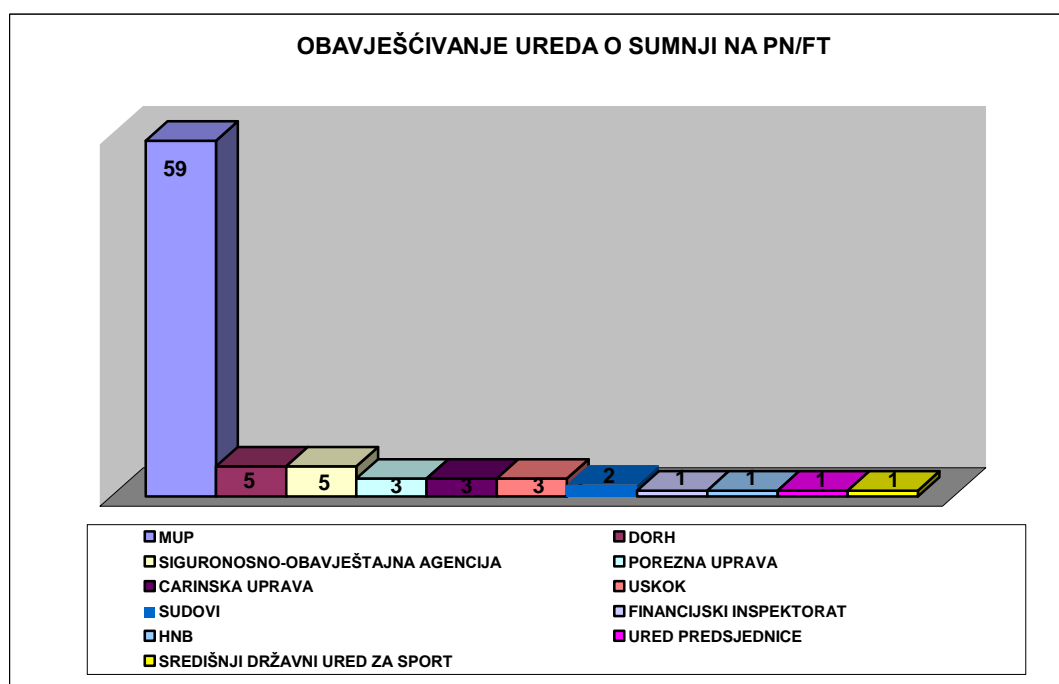 OBAVJEŠĆIVANJE UREDA O SUMNJI NA PN/FT
59
5
5
3
3
3
2
1
1
1
1
MUP
DORH
SIGURONOSNO-OBAVJEŠTAJNA AGENCIJA
POREZNA UPRAVA
CARINSKA UPRAVA
USKOK
SUDOVI
FINANCIJSKI INSPEKTORAT
HNB
URED PREDSJEDNICE
SREDIŠNJI DRŽAVNI URED ZA SPORT